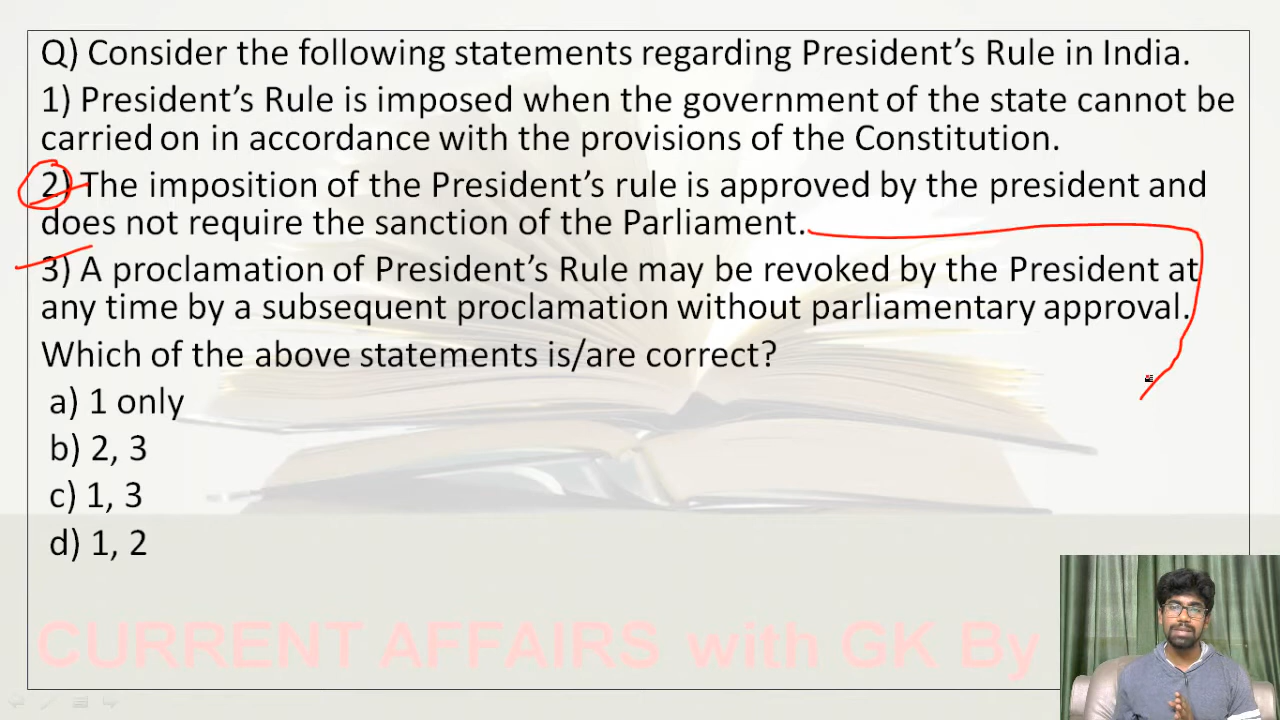 Q) Consider the following statements regarding President’s Rule in India.
1) President’s Rule is imposed when the government of the state cannot be
carried on in accordance with the provisions of the Constitution.
2) The imposition of the President’s rule is approved by the president and
does not require the sanction of the Parliament.
3) A proclamation of President’s Rule may be revoked by the President at
any time by a subsequent proclamation without parliamentary approval.
Which of the above statements is/are correct?
a) 1 only
b) 2, 3
c) 1, 3
d) 1, 2
CURRENT AFFAIRS with GK By